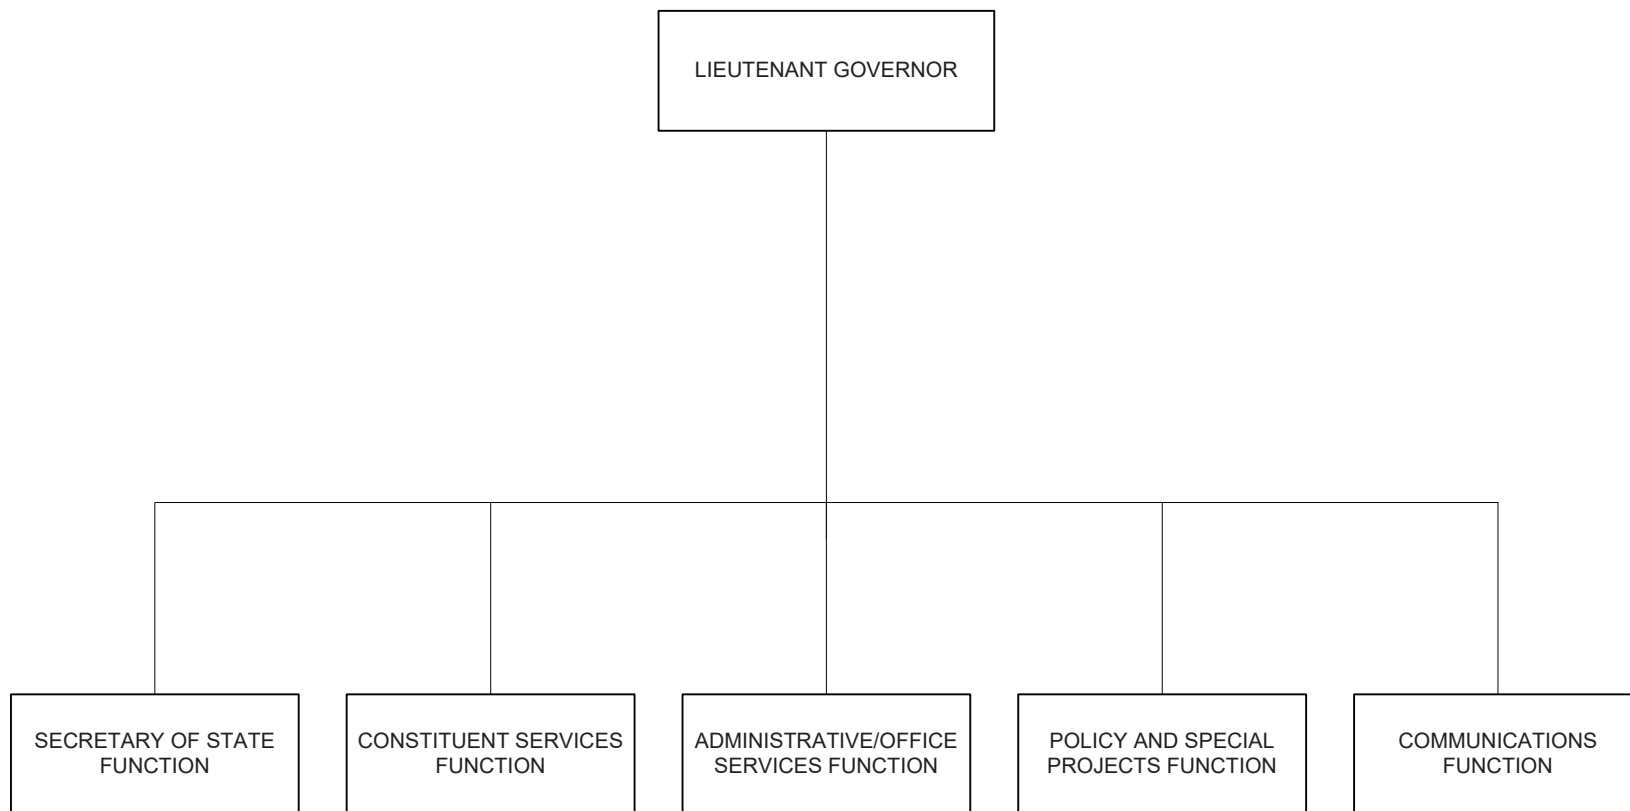 LIEUTENANT GOVERNOR
SECRETARY OF STATE
FUNCTION
CONSTITUENT SERVICES
FUNCTION
ADMINISTRATIVE/OFFICE
SERVICES FUNCTION
POLICY AND SPECIAL
PROJECTS FUNCTION
COMMUNICATIONS
FUNCTION